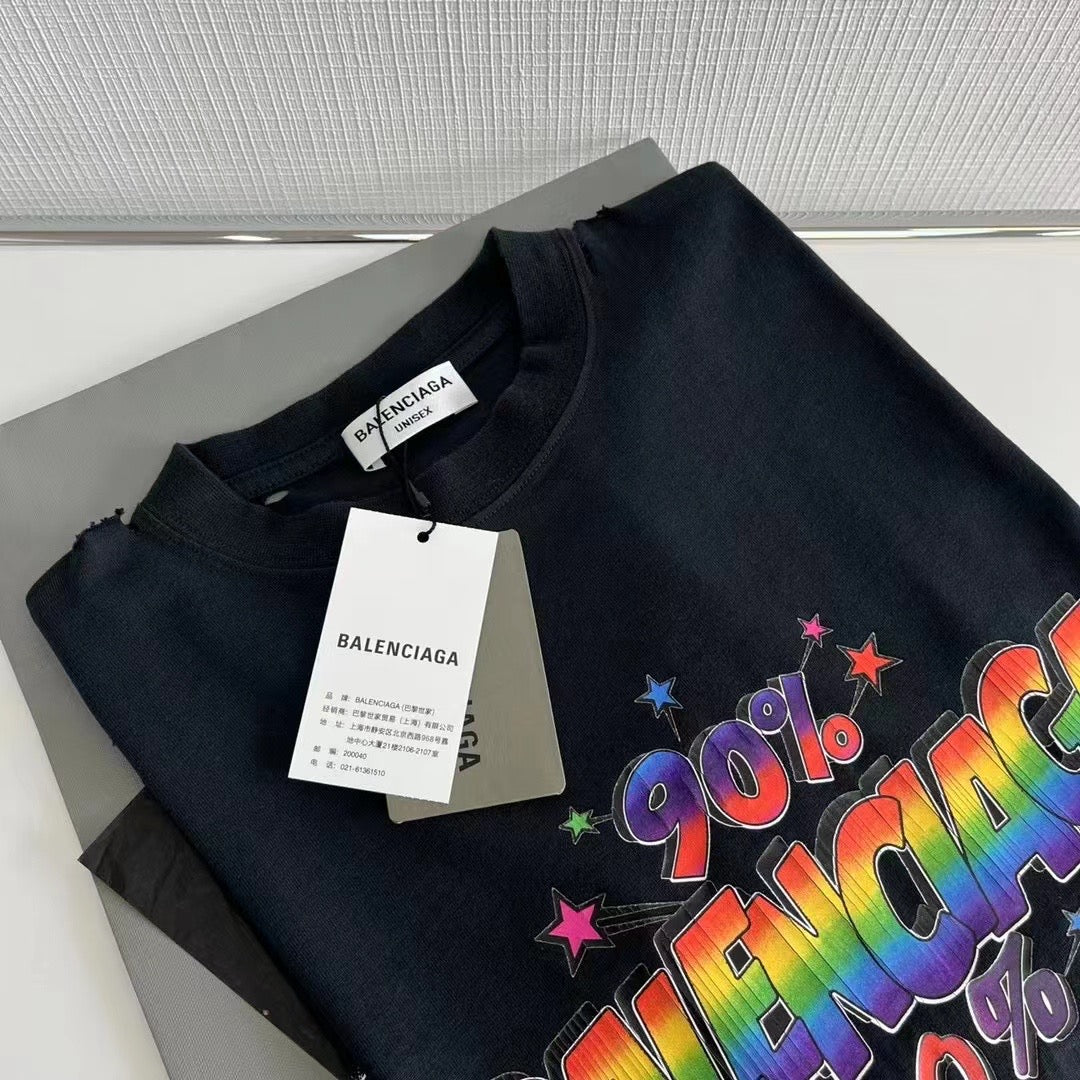 BALENCIAGA
UNISEX
BALENCIAGA
品 牌: BALENCIAGA (巴黎世家)
经销商: 巴黎世家贸易(上海)有限公司
地 址: 上海市静安区北京西路968号嘉
地中心大厦21楼2106-2107室
邮 编: 200040
电 话: 021-61361510
90%